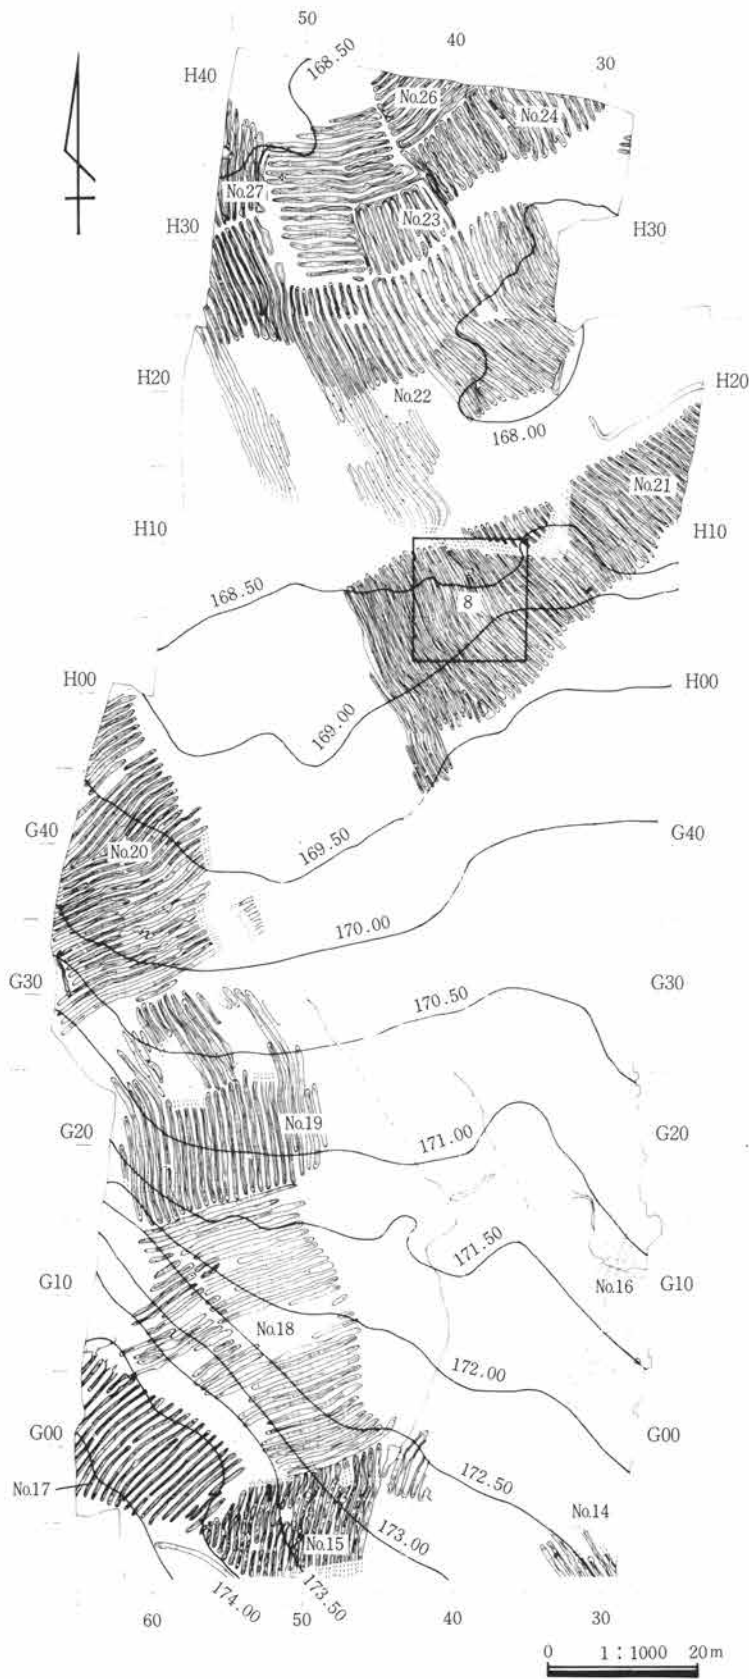 50
40
30
168.50
H40
No.26
No.24
No.27
No.23
H30
H30
H20
No.22
H20
168.00
No.21
H10
H10
168.50
8
H00
H00
169.00
G40
No.20
169.50
G40
170.00
G30
G30
170.50
G20
No.19
171.00
G20
171.50
G10
No.16
G10
No.18
172.00
G00
G00
No.17
172.50
No.14
No.15
173.00
173.50
174.00
60
50
40
30
0 1：1000 20m